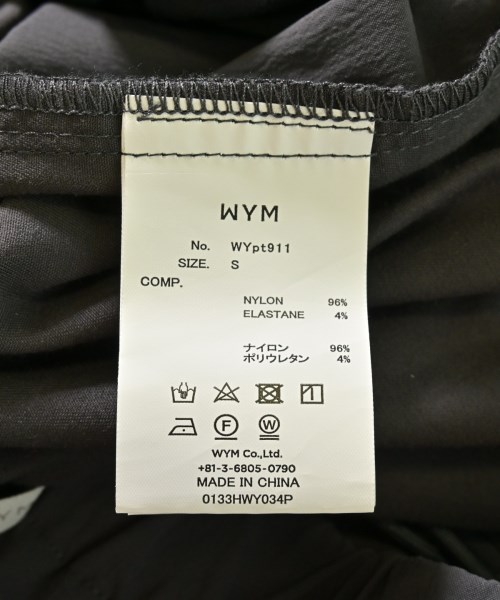 WYM
No. WYpt911
SIZE. S
COMP.
NYLON 96%
ELASTANE 4%
ナイロン 96%
ポリウレタン 4%
F
W
WYM Co.,Ltd.
+81-3-6805-0790
MADE IN CHINA
0133HWY034P